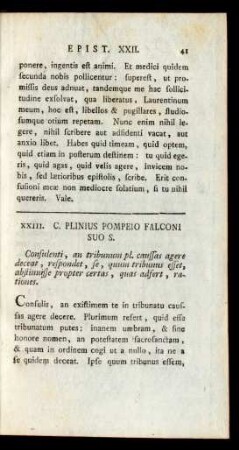 EPIST. XXII. 41
ponere, ingentis est animi. Et medici quidem
secunda nobis pollicentur: superest, ut pro-
missis deus adnuat, tandemque me hac sollici-
tudine exsolvat, qua liberatus, Laurentinum
meum, hoc est, libellos & pugillares, studio-
sumque otium repetam. Nunc enim nihil le-
gere, nihil scribere aut adsidenti vacat, aut
anxio libet. Habes quid timeam, quid optem,
quid etiam in posterum destinem: tu quid ege-
ris, quid agas, quid velis agere, invicem no-
bis, sed laetioribus epistolis, scribe. Erit con-
fusioni meae non mediocre solatium, si tu nihil
quereris. Vale.
XXIII. C. PLINIUS POMPEIO FALCONI
SUO S.
Consulenti, an tribunum pl. caussas agere
deceat, respondet, se, quum tribunus esset,
abstinuisse propter certas, quas adfert, ra-
tiones.
Consulis, an existimem te in tribunatu caus-
sas agere decere. Plurimum refert, quid esse
tribunatum putes: inanem umbram, & sine
honore nomen, an potestatem sacrosanctam,
& quam in ordinem cogi ut a nullo, ita ne a
se quidem deceat. Ipse quum tribunus essem,